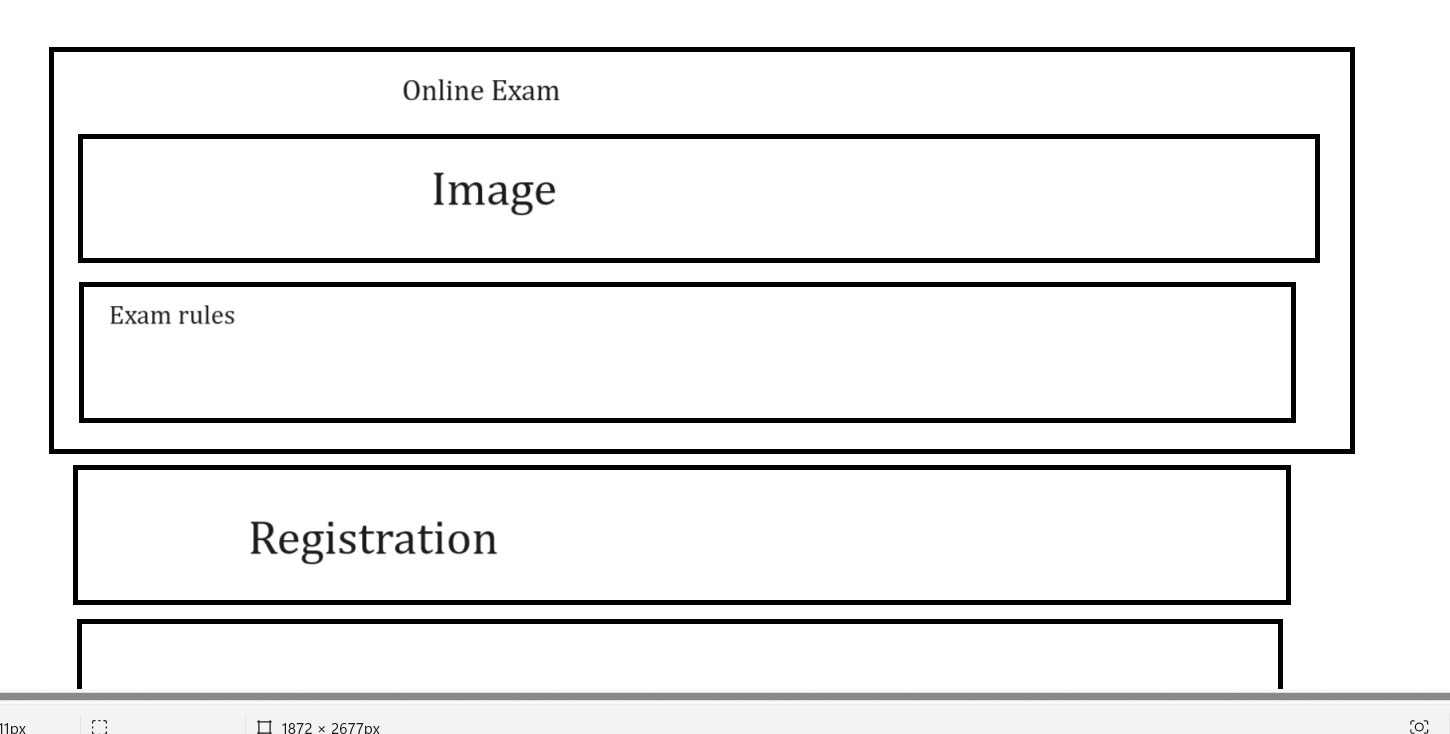 Online Exam
Image
Exam rules
Registration
11px
1872 × 2677px